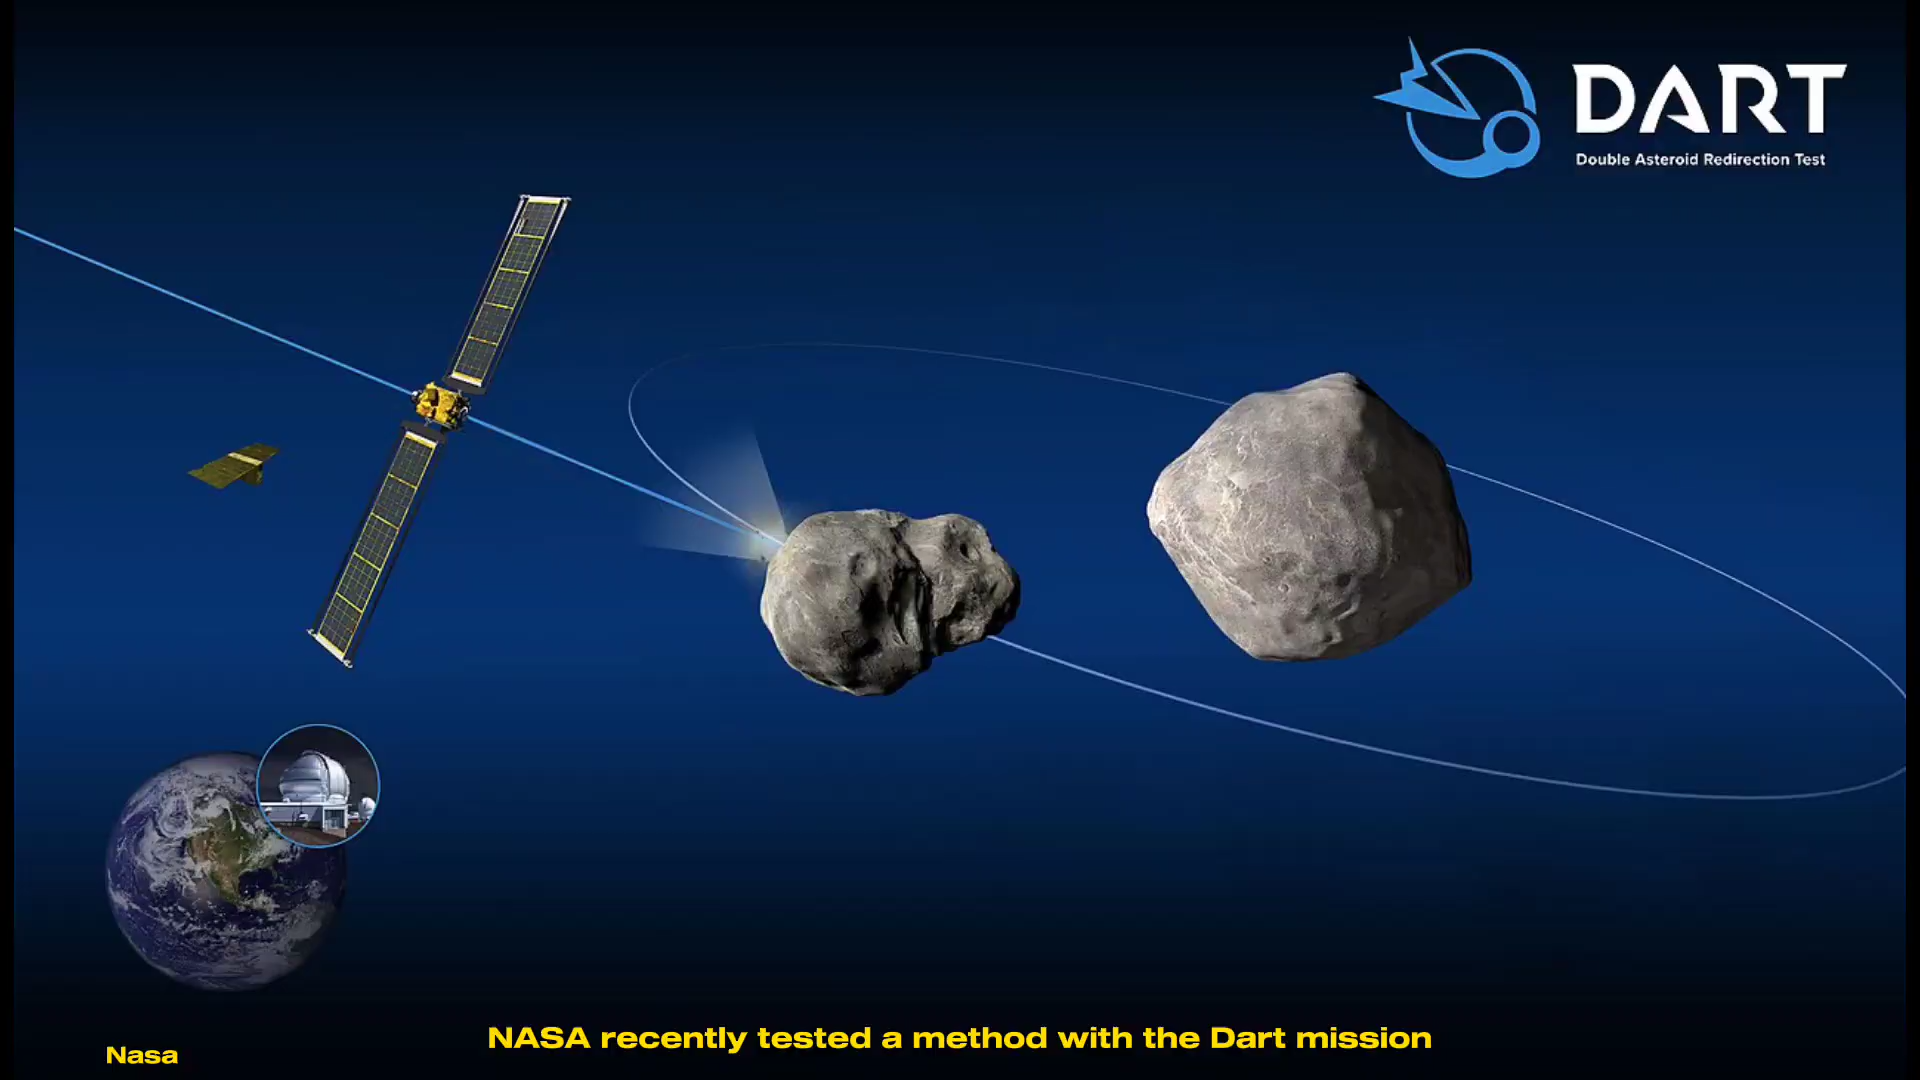 DART
Double Asteroid Redirection Test
NASA recently tested a method with the Dart mission
Nasa